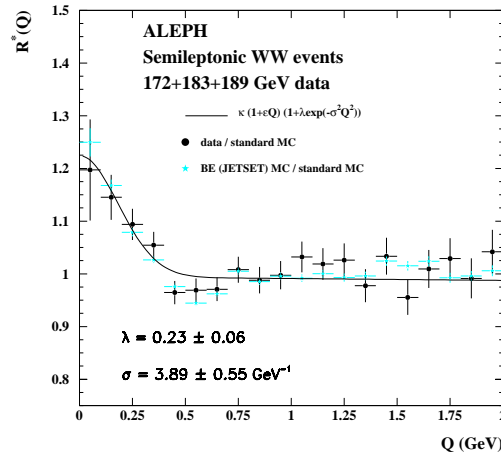 R*(Q)
1.5
1.4
1.3
1.2
1.1
1
0.9
0.8
ALEPH
Semileptonic WW events
172+183+189 GeV data
κ (1+εQ) (1+λexp(-σ²Q²))
data / standard MC
BE (JETSET) MC / standard MC
λ = 0.23 ± 0.06
σ = 3.89 ± 0.55 GeV⁻¹
0 0.25 0.5 0.75 1 1.25 1.5 1.75 2
Q (GeV)